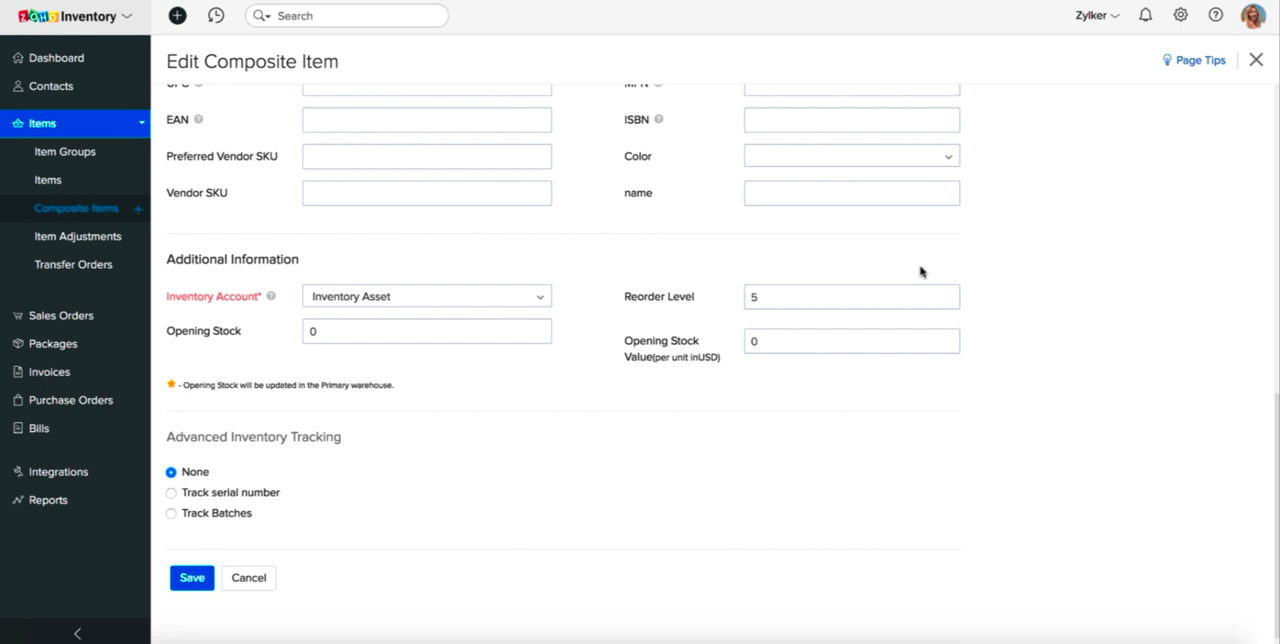 ZOHO Inventory
Search
Zylker
Dashboard
Contacts
Items
Item Groups
Items
Composite Items +
Item Adjustments
Transfer Orders
Sales Orders
Packages
Invoices
Purchase Orders
Bills
Integrations
Reports
Edit Composite Item
Page Tips
EAN
ISBN
Preferred Vendor SKU
Color
Vendor SKU
name
Additional Information
Inventory Account*
Inventory Asset
Reorder Level
5
Opening Stock
0
Opening Stock
Value(per unit inUSD)
0
- Opening Stock will be updated in the Primary warehouse.
Advanced Inventory Tracking
None
Track serial number
Track Batches
Save
Cancel